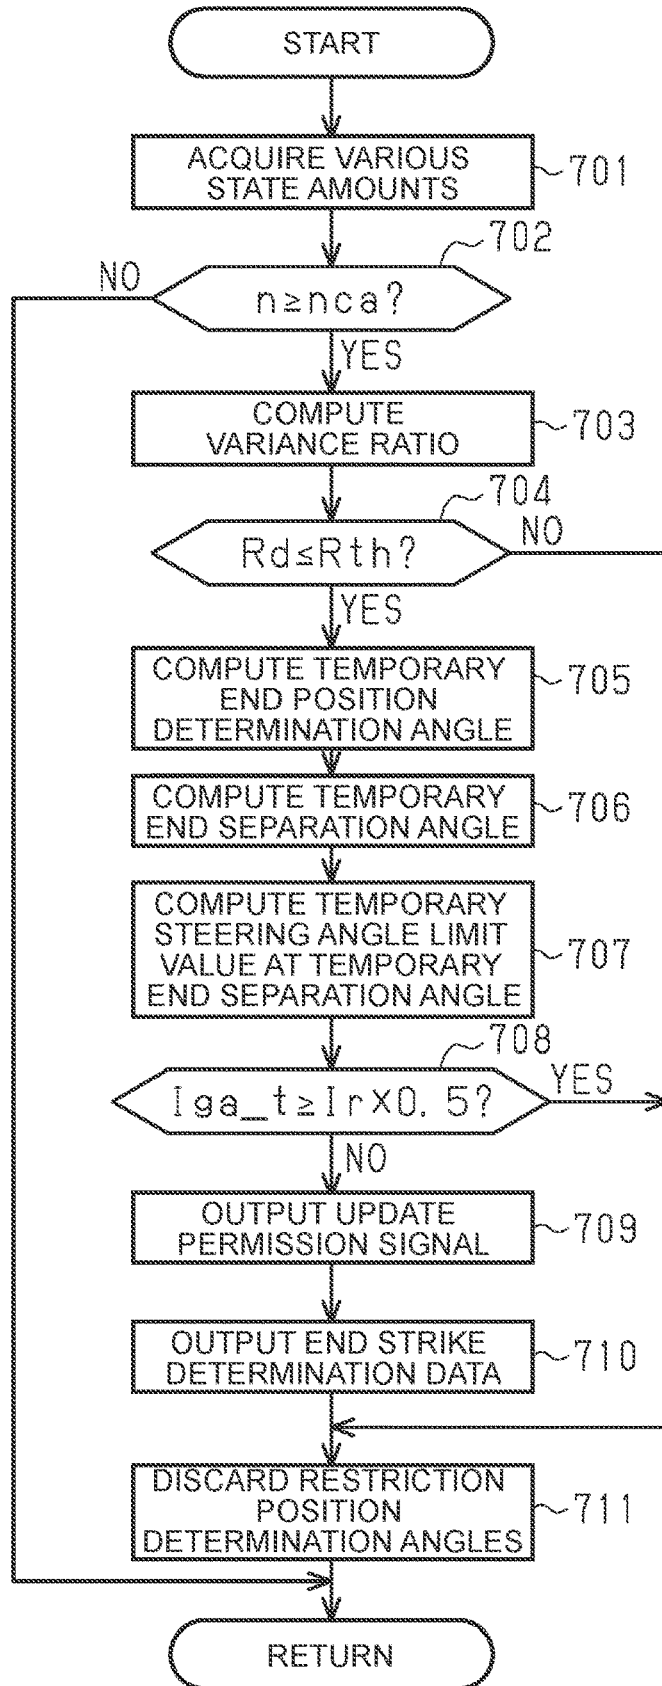 START
ACQUIRE VARIOUS
STATE AMOUNTS
701
702
NO
n≥nca?
YES
COMPUTE
VARIANCE RATIO
703
704
NO
Rd≤Rth?
YES
COMPUTE TEMPORARY
END POSITION
DETERMINATION ANGLE
705
COMPUTE TEMPORARY
END SEPARATION ANGLE
706
COMPUTE TEMPORARY
STEERING ANGLE LIMIT
VALUE AT TEMPORARY
END SEPARATION ANGLE
707
708
YES
Iga_t≥Ir×0.5?
NO
OUTPUT UPDATE
PERMISSION SIGNAL
709
OUTPUT END STRIKE
DETERMINATION DATA
710
DISCARD RESTRICTION
POSITION
DETERMINATION ANGLES
711
RETURN